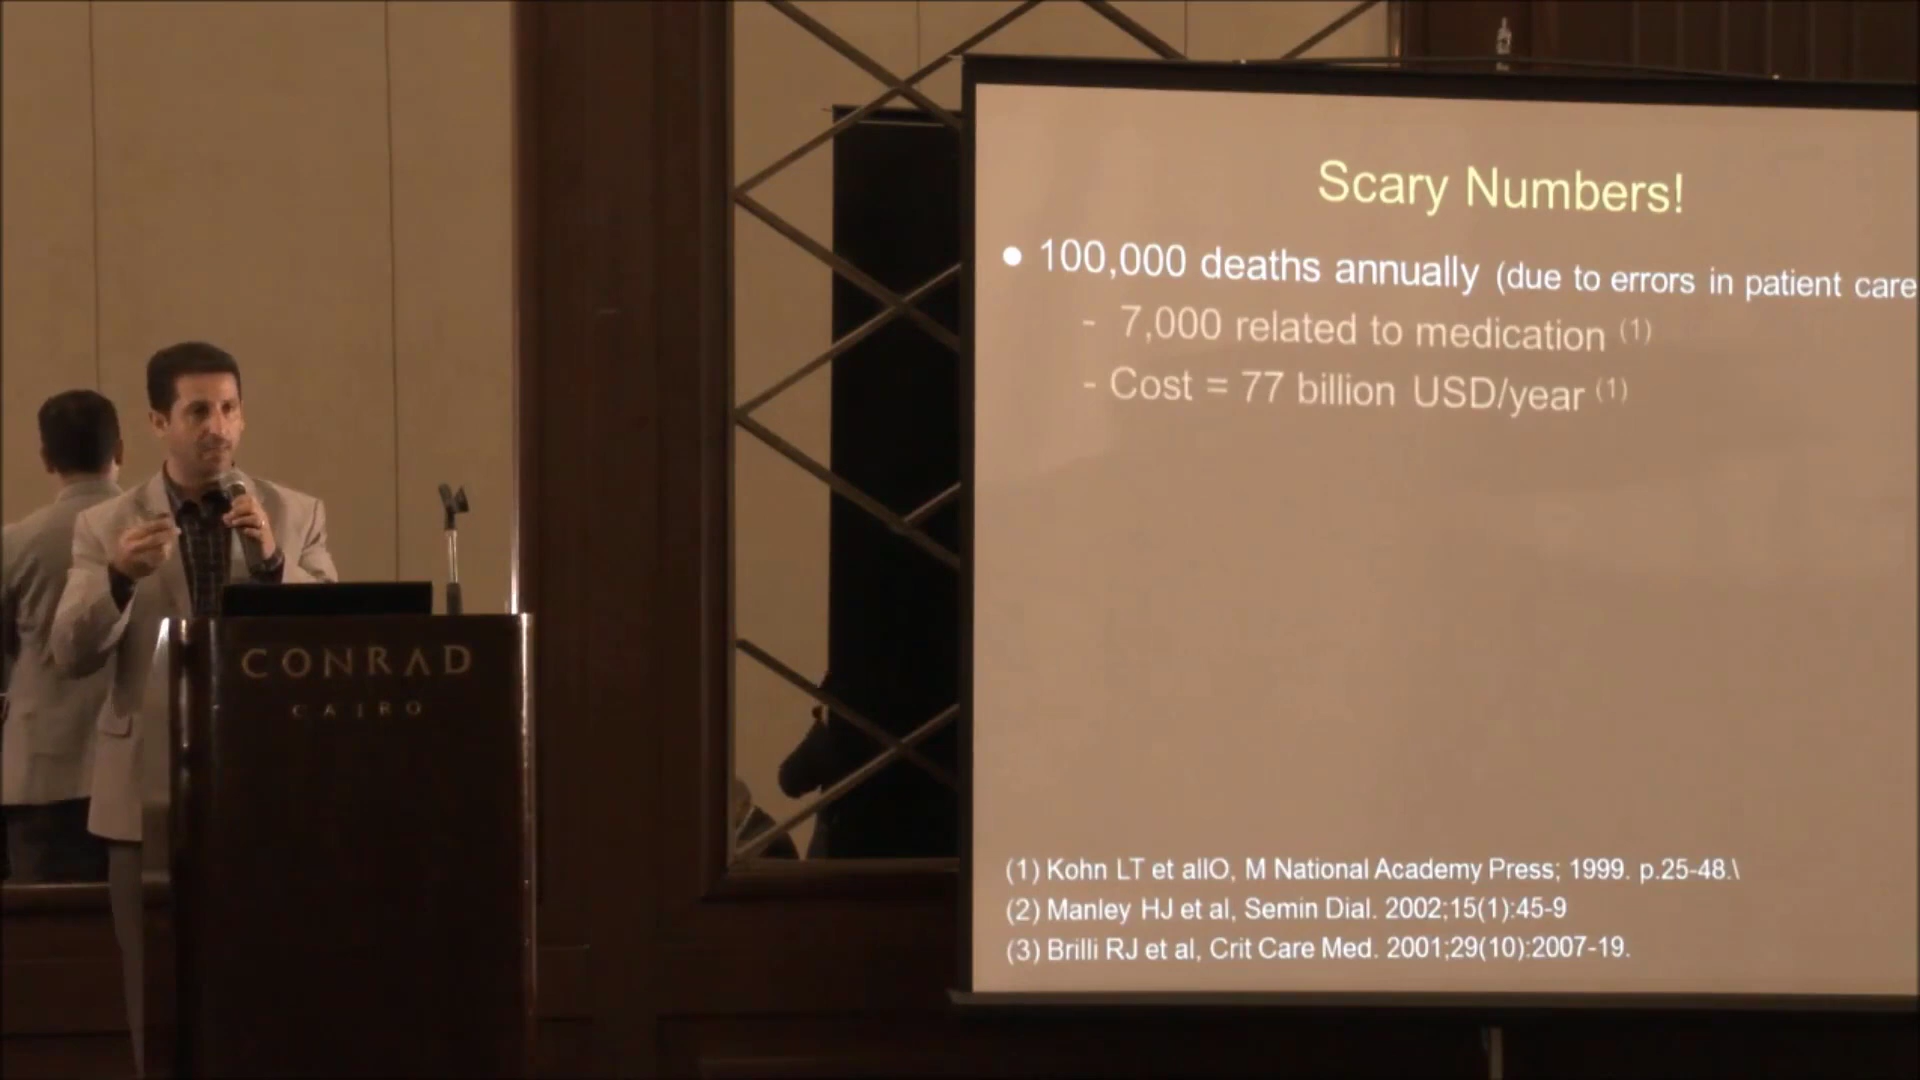 Scary Numbers!
● 100,000 deaths annually (due to errors in patient care
- 7,000 related to medication (1)
- Cost = 77 billion USD/year (1)
(1) Kohn LT et allO, M National Academy Press; 1999. p.25-48.\
(2) Manley HJ et al, Semin Dial. 2002;15(1):45-9
(3) Brilli RJ et al, Crit Care Med. 2001;29(10):2007-19.
CONRAD
CAIRO